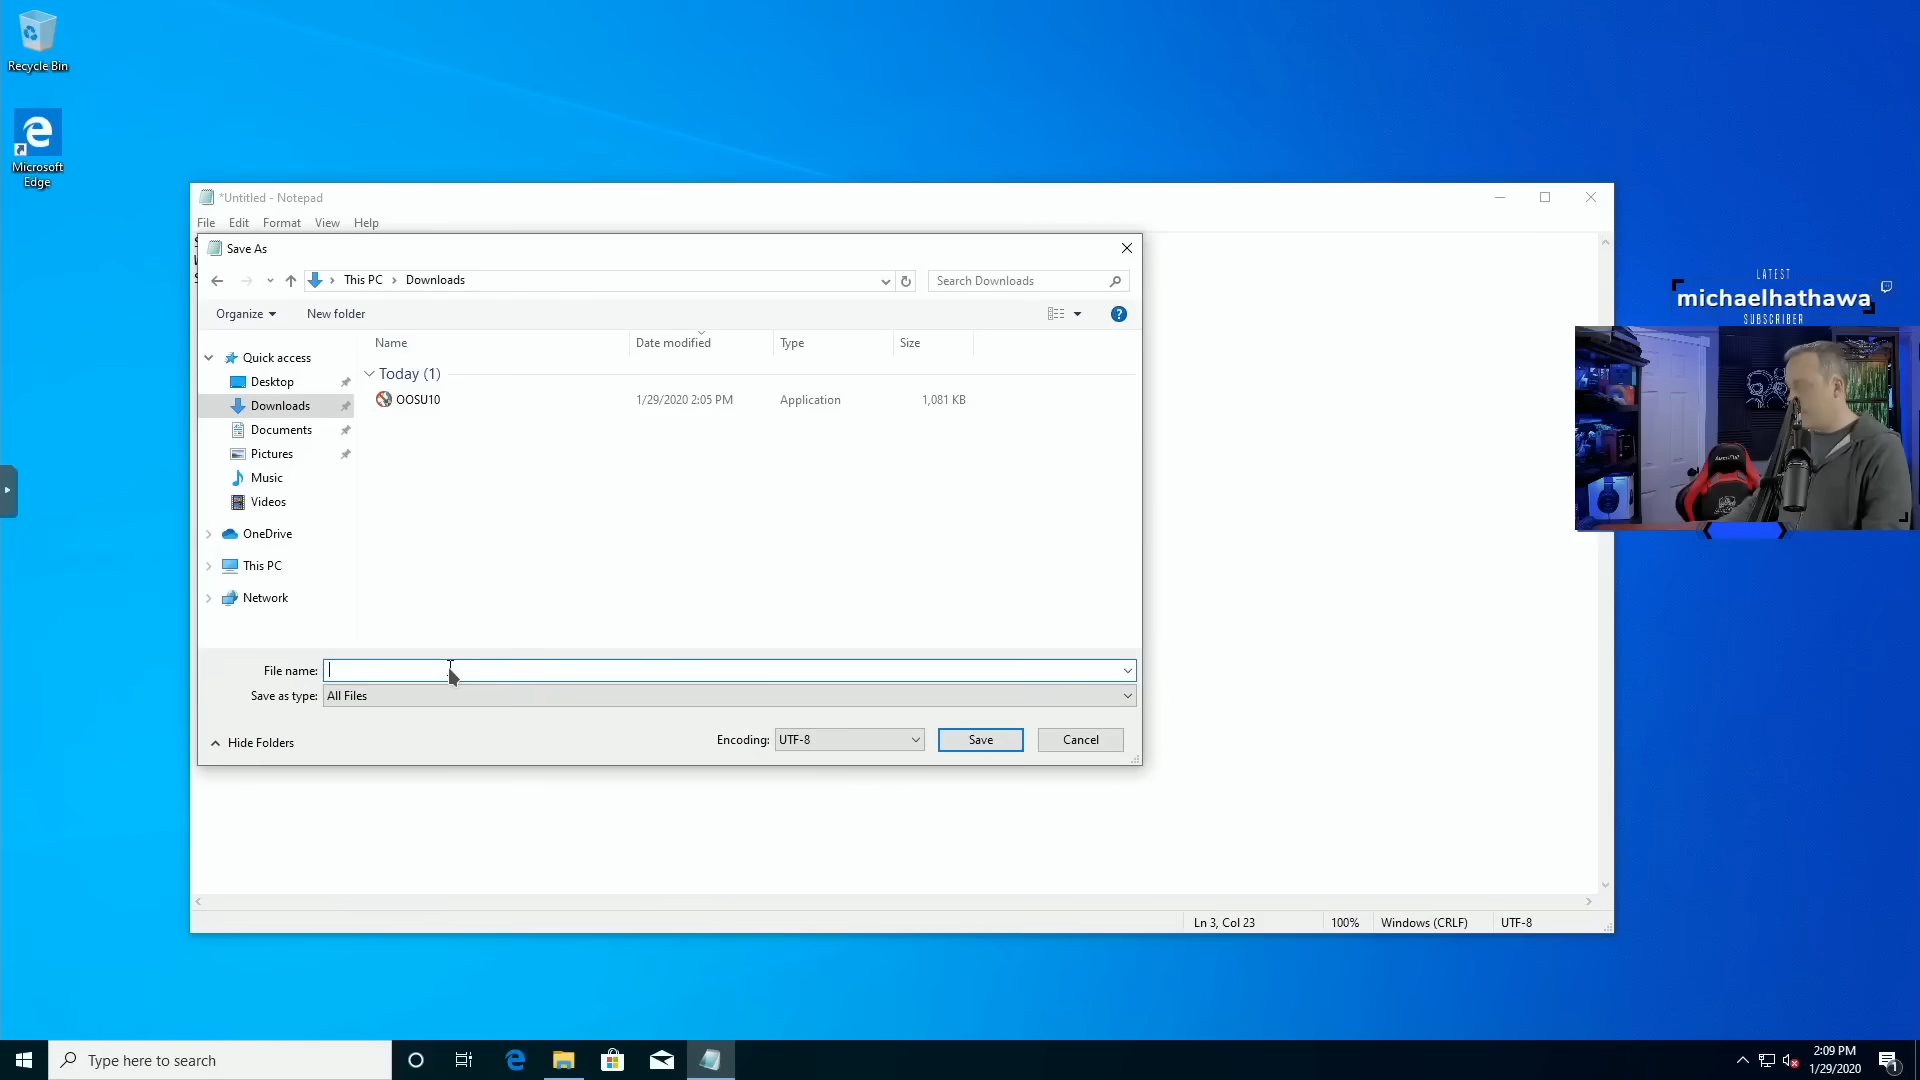 Recycle Bin
Microsoft
Edge
*Untitled - Notepad
File Edit Format View Help
Save As
This PC Downloads
Search Downloads
Organize New folder
Name Date modified Type Size
Quick access
Desktop
Downloads
Documents
Pictures
Music
Videos
OneDrive
This PC
Network
Today (1)
OOSU10 1/29/2020 2:05 PM Application 1,081 KB
File name:
Save as type: All Files
Hide Folders
Encoding: UTF-8 Save Cancel
Ln 3, Col 23 100% Windows (CRLF) UTF-8
LATEST
michaelhathawa
SUBSCRIBER
Type here to search
2:09 PM
1/29/2020
1